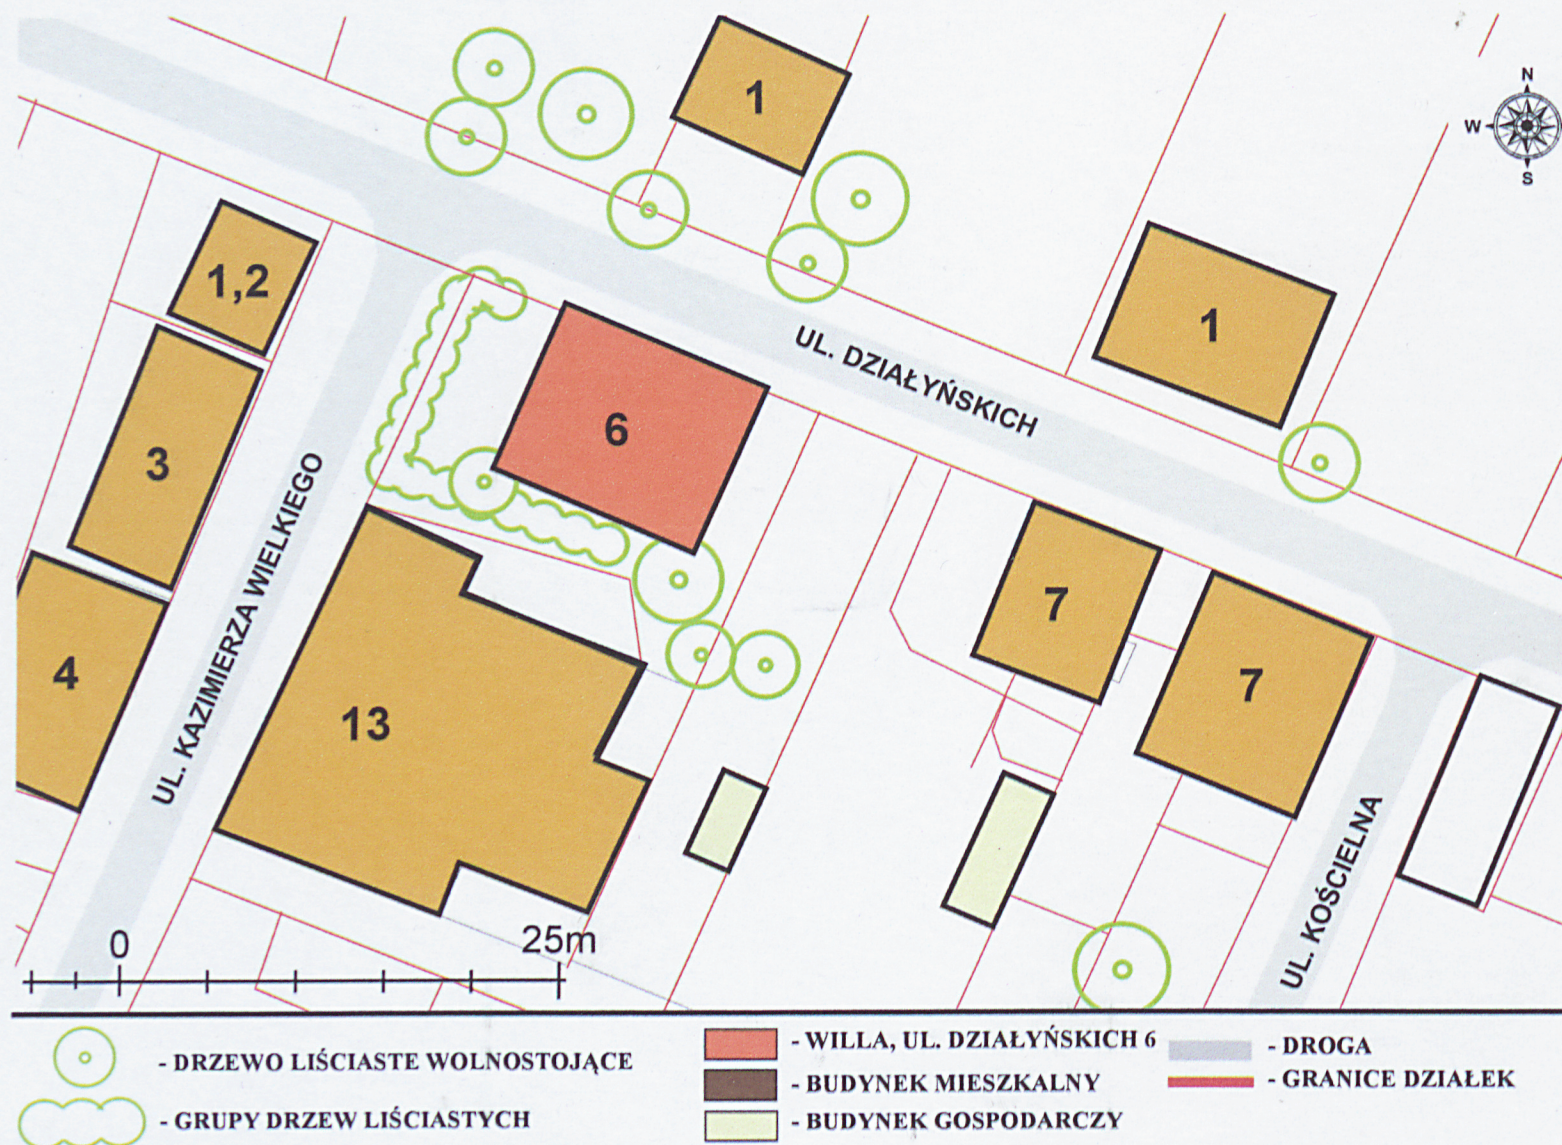 N
W
S
1
1
1,2
3
4
6
7
7
13
UL. DZIAŁYŃSKICH
UL. KAZIMIERZA WIELKIEGO
UL. KOŚCIELNA
0 25m
- DRZEWO LIŚCIASTE WOLNOSTOJĄCE
- GRUPY DRZEW LIŚCIASTYCH
- WILLA, UL. DZIAŁYŃSKICH 6
- BUDYNEK MIESZKALNY
- BUDYNEK GOSPODARCZY
- DROGA
- GRANICE DZIAŁEK